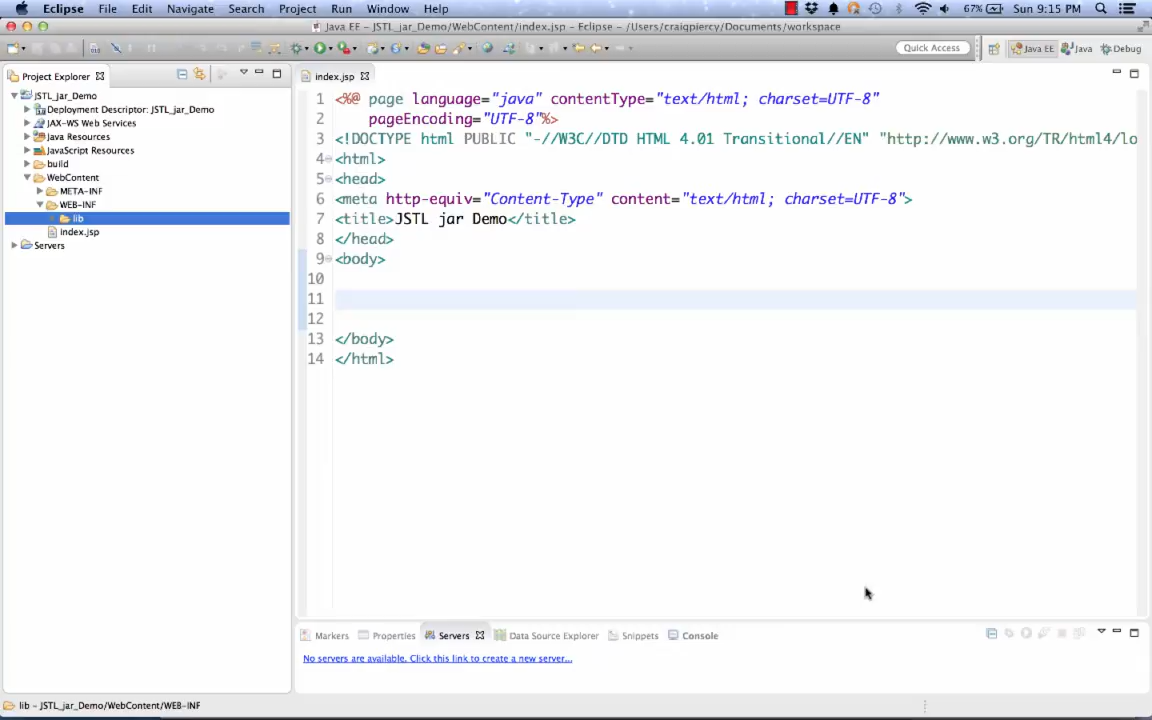 Eclipse File Edit Navigate Search Project Run Window Help 67% Sun 9:15 PM
Java EE - JSTL_jar_Demo/WebContent/index.jsp - Eclipse - /Users/craigpiercy/Documents/workspace
Quick Access Java EE Java Debug
Project Explorer
JSTL_jar_Demo
Deployment Descriptor: JSTL_jar_Demo
JAX-WS Web Services
Java Resources
JavaScript Resources
build
WebContent
META-INF
WEB-INF
lib
index.jsp
Servers
index.jsp
1 <%@ page language="java" contentType="text/html; charset=UTF-8"
2 pageEncoding="UTF-8"%>
3 <!DOCTYPE html PUBLIC "-//W3C//DTD HTML 4.01 Transitional//EN" "http://www.w3.org/TR/html4/lo
4 <html>
5 <head>
6 <meta http-equiv="Content-Type" content="text/html; charset=UTF-8">
7 <title>JSTL jar Demo</title>
8 </head>
9 <body>
10
11
12
13 </body>
14 </html>
Markers Properties Servers Data Source Explorer Snippets Console
No servers are available. Click this link to create a new server...
lib - JSTL_jar_Demo/WebContent/WEB-INF